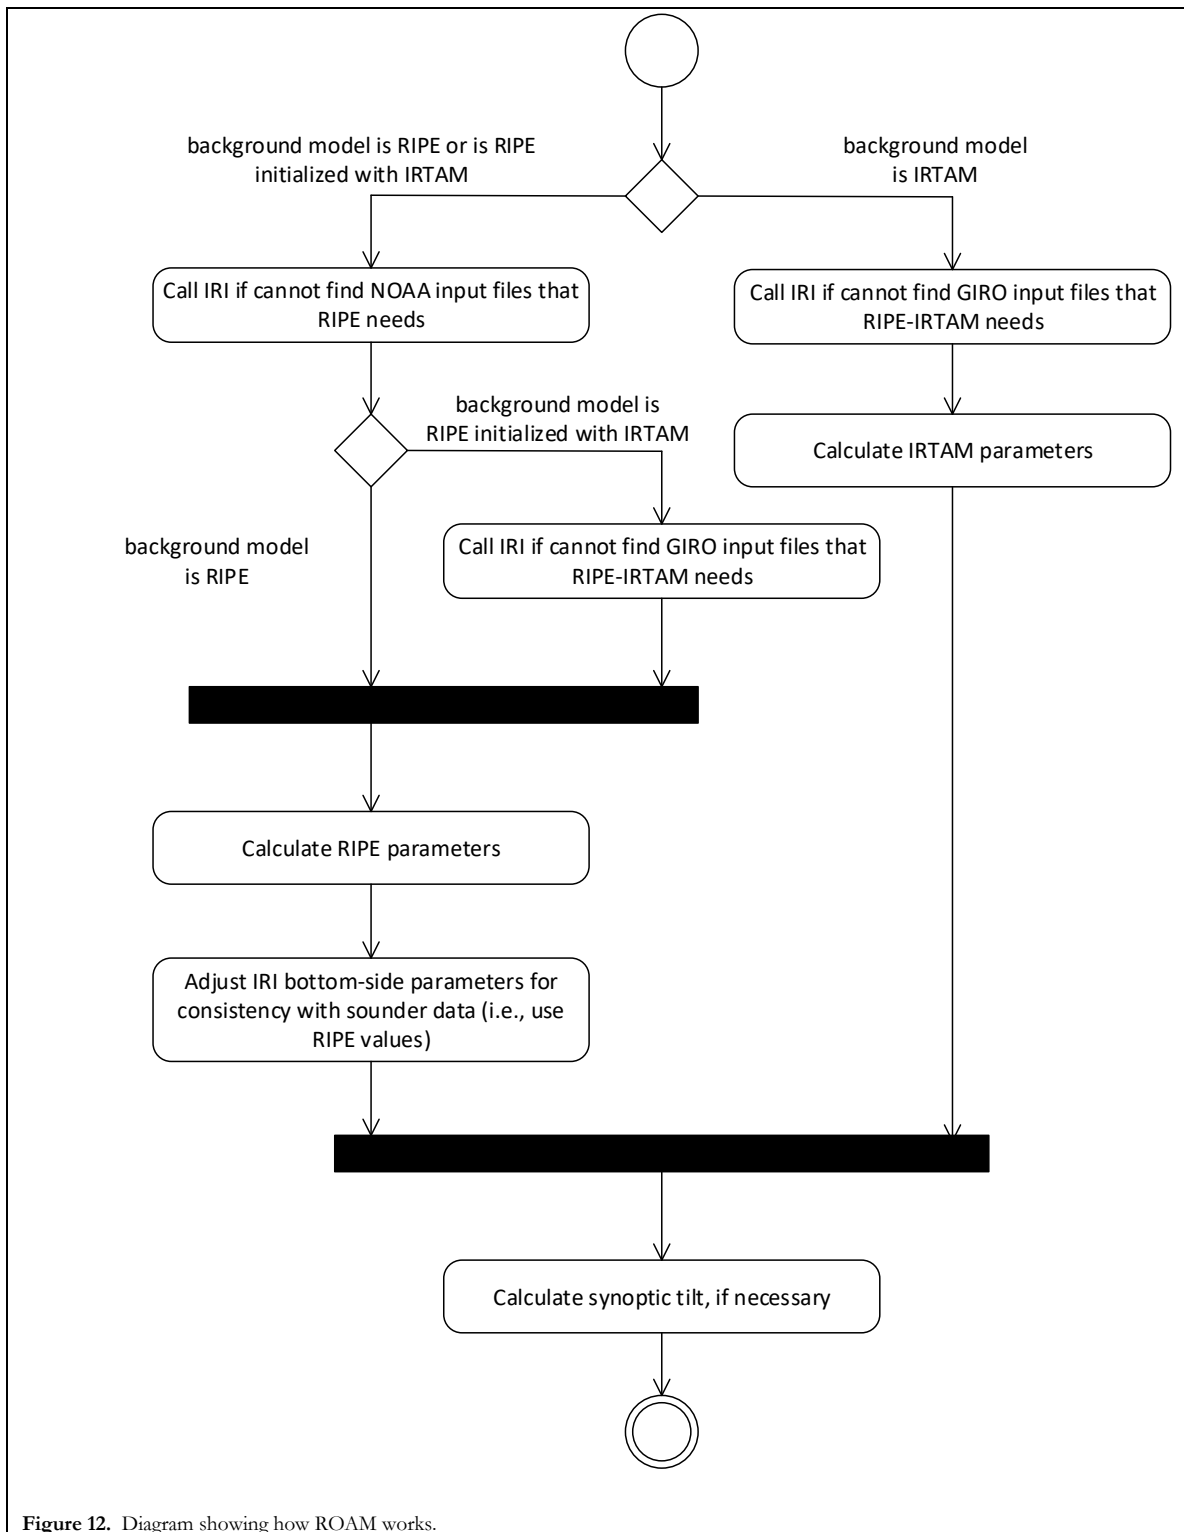 background model is RIPE or is RIPE
initialized with IRTAM
background model
is IRTAM
Call IRI if cannot find NOAA input files that
RIPE needs
Call IRI if cannot find GIRO input files that
RIPE-IRTAM needs
background model is
RIPE initialized with IRTAM
Calculate IRTAM parameters
background model
is RIPE
Call IRI if cannot find GIRO input files that
RIPE-IRTAM needs
Calculate RIPE parameters
Adjust IRI bottom-side parameters for
consistency with sounder data (i.e., use
RIPE values)
Calculate synoptic tilt, if necessary
Figure 12. Diagram showing how ROAM works.